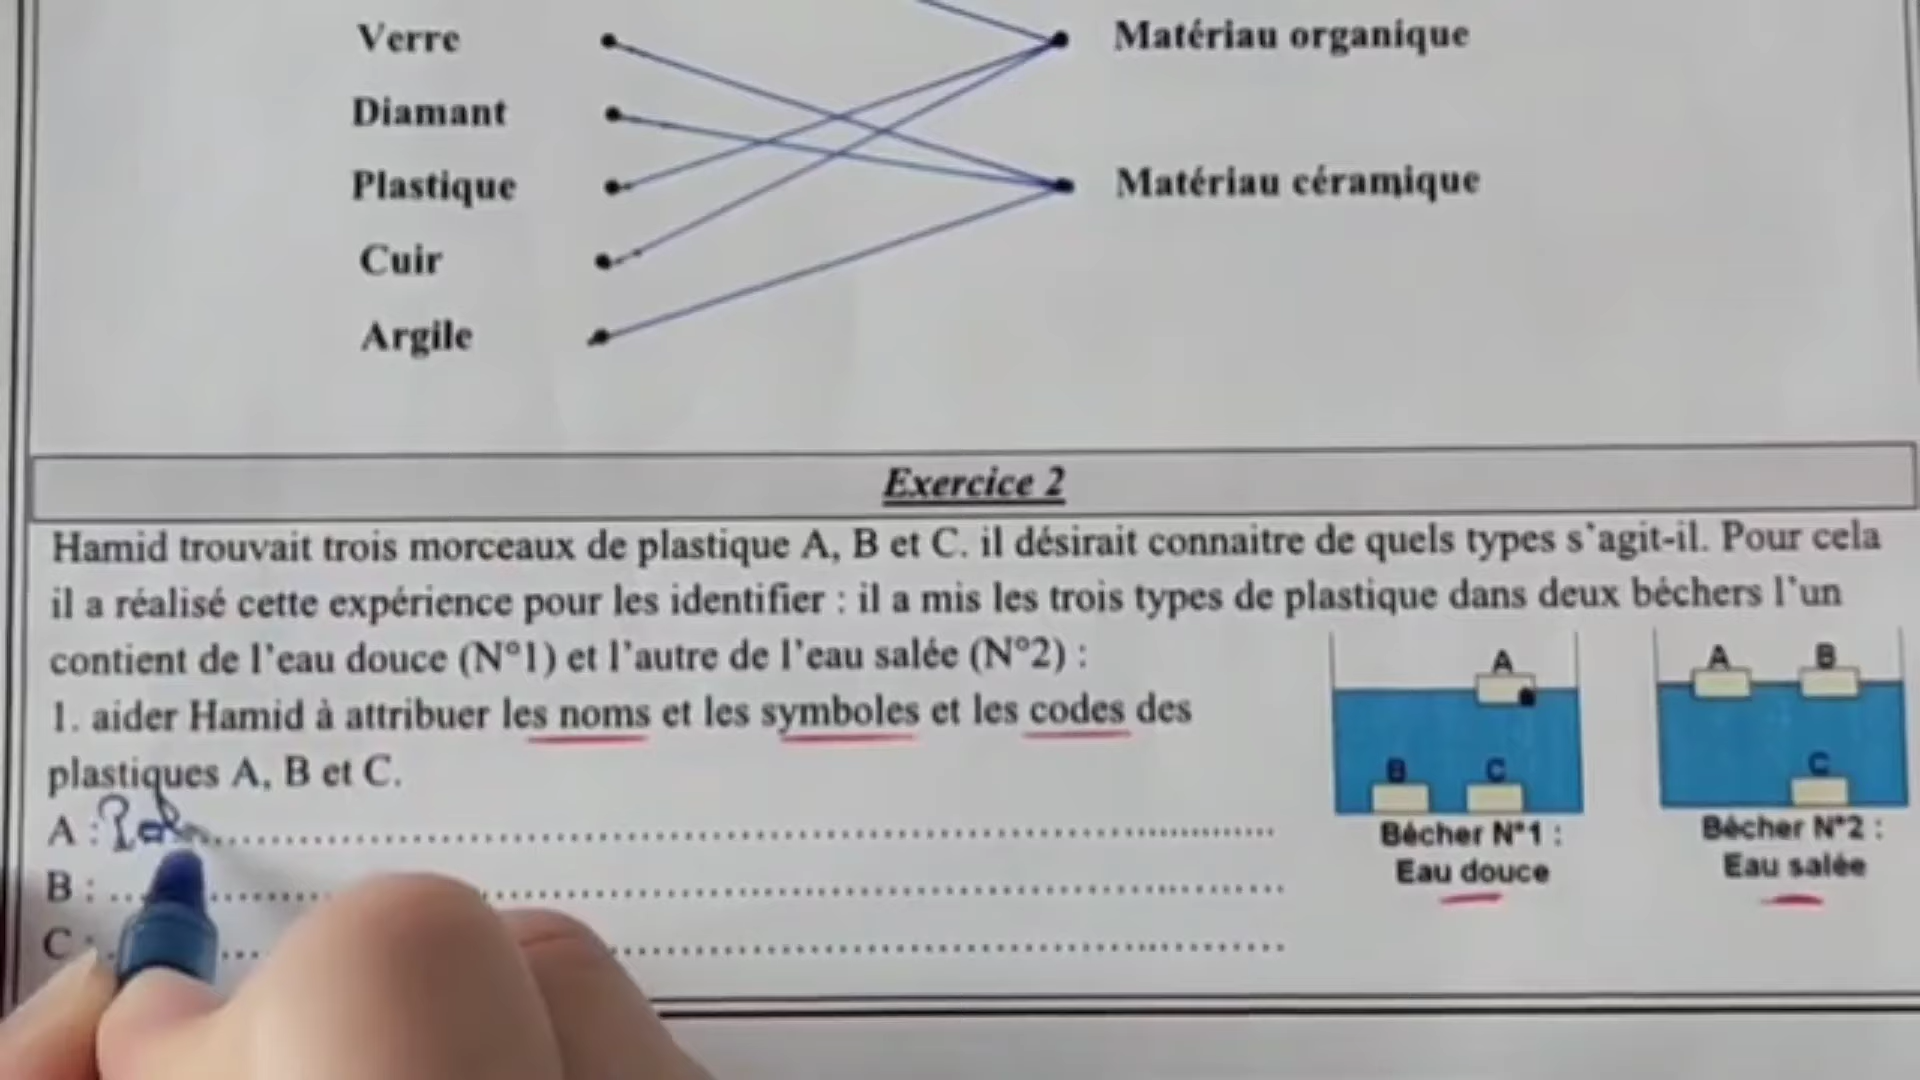 Verre
Matériau organique
Diamant
Plastique
Matériau céramique
Cuir
Argile
Exercice 2
Hamid trouvait trois morceaux de plastique A, B et C. il désirait connaitre de quels types s'agit-il. Pour cela
il a réalisé cette expérience pour les identifier : il a mis les trois types de plastique dans deux béchers l'un
contient de l'eau douce (N°1) et l'autre de l'eau salée (N°2) :
1. aider Hamid à attribuer les noms et les symboles et les codes des
plastiques A, B et C.
A :
B :
C :
A
B
C
Bécher N°1 :
Eau douce
A
B
C
Bécher N°2 :
Eau salée